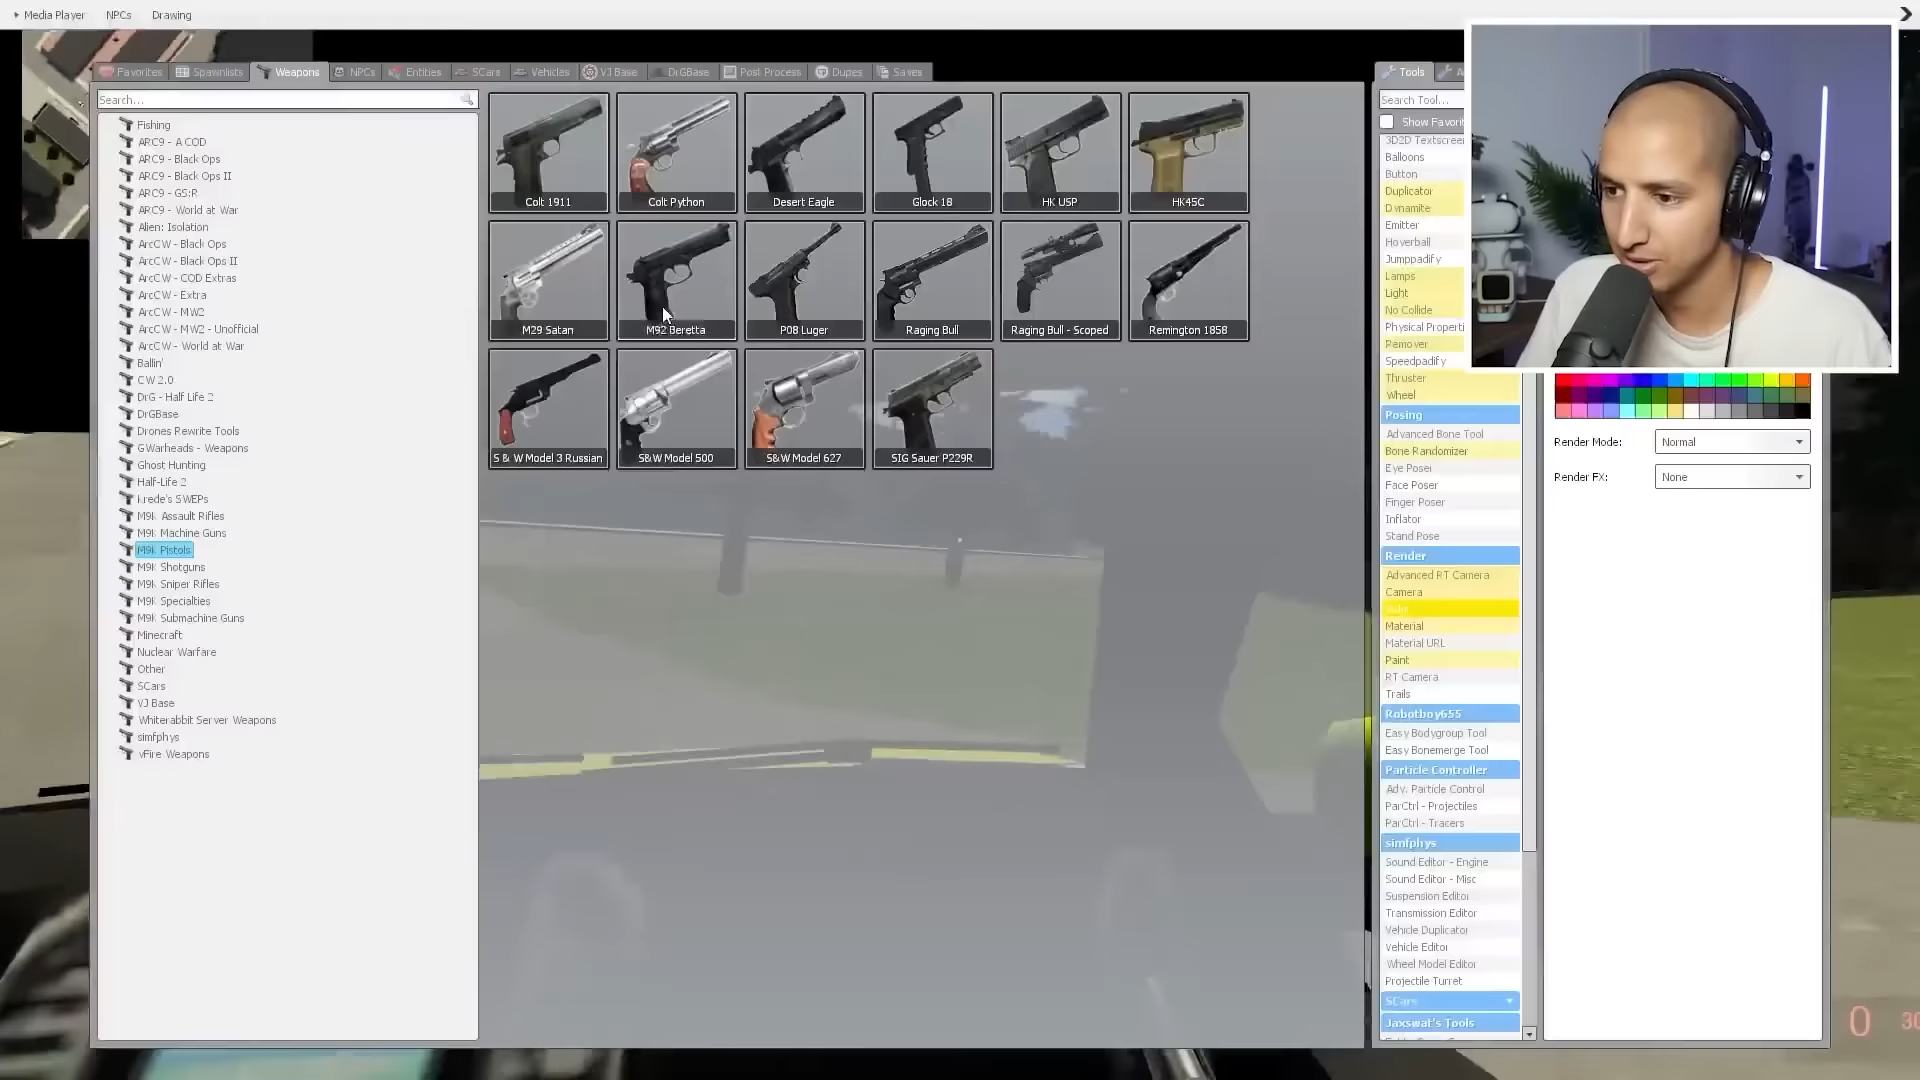 Media Player NPCs Drawing
Favorites Spawnlists Weapons NPCs Entities SCars Vehicles VJ Base DrGBase Post Process Dupes Saves
Search...
Fishing
ARC9 - A COD
ARC9 - Black Ops
ARC9 - Black Ops II
ARC9 - GS:R
ARC9 - World at War
Alien: Isolation
ArcCW - Black Ops
ArcCW - Black Ops II
ArcCW - COD Extras
ArcCW - Extra
ArcCW - MW2
ArcCW - MW2 - Unofficial
ArcCW - World at War
Ballin'
CW 2.0
DrG - Half Life 2
DrGBase
Drones Rewrite Tools
GWarheads - Weapons
Ghost Hunting
Half-Life 2
Krede's SWEPs
M9K Assault Rifles
M9K Machine Guns
M9K Pistols
M9K Shotguns
M9K Sniper Rifles
M9K Specialties
M9K Submachine Guns
Minecraft
Nuclear Warfare
Other
SCars
VJ Base
Whiterabbit Server Weapons
simfphys
vFire Weapons
Colt 1911 Colt Python Desert Eagle Glock 18 HK USP HK45C
M29 Satan M92 Beretta P08 Luger Raging Bull Raging Bull - Scoped Remington 1858
S & W Model 3 Russian S&W Model 500 S&W Model 627 SIG Sauer P229R
Tools
Search Tool...
Show Favorit
3D2D Textscreen
Balloons
Button
Duplicator
Dynamite
Emitter
Hoverball
Jumppadify
Lamps
Light
No Collide
Physical Properti
Remover
Speedpadify
Thruster
Wheel
Posing
Advanced Bone Tool
Bone Randomizer
Eye Poser
Face Poser
Finger Poser
Inflator
Stand Pose
Render
Advanced RT Camera
Camera
Material
Material URL
Paint
RT Camera
Trails
Robotboy655
Easy Bodygroup Tool
Easy Bonemerge Tool
Particle Controller
Adv. Particle Control
ParCtrl - Projectiles
ParCtrl - Tracers
simfphys
Sound Editor - Engine
Sound Editor - Misc
Suspension Editor
Transmission Editor
Vehicle Duplicator
Vehicle Editor
Wheel Model Editor
Projectile Turret
SCars
Jaxswat's Tools
Render Mode: Normal
Render FX: None
0 30